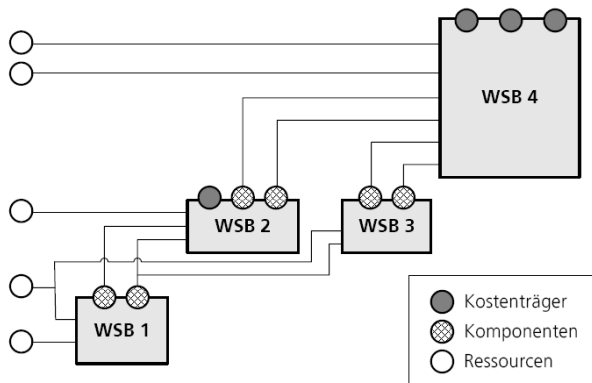 WSB 4
WSB 2
WSB 3
WSB 1
Kostenträger
Komponenten
Ressourcen